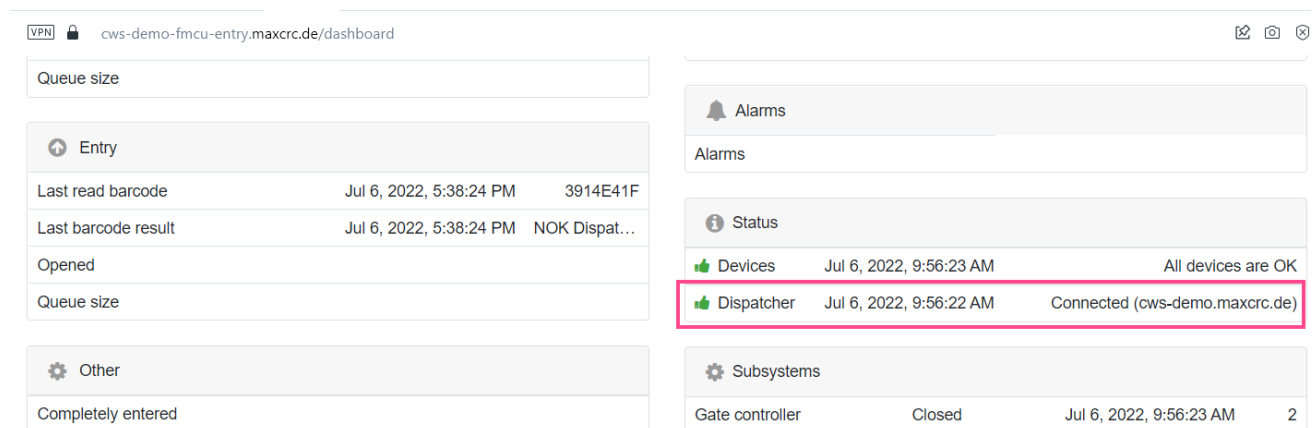 VPN cws-demo-fmcu-entry.maxcrc.de/dashboard
Queue size
Entry
Last read barcode Jul 6, 2022, 5:38:24 PM 3914E41F
Last barcode result Jul 6, 2022, 5:38:24 PM NOK Dispat...
Opened
Queue size
Other
Completely entered
Alarms
Alarms
Status
Devices Jul 6, 2022, 9:56:23 AM All devices are OK
Dispatcher Jul 6, 2022, 9:56:22 AM Connected (cws-demo.maxcrc.de)
Subsystems
Gate controller Closed Jul 6, 2022, 9:56:23 AM 2